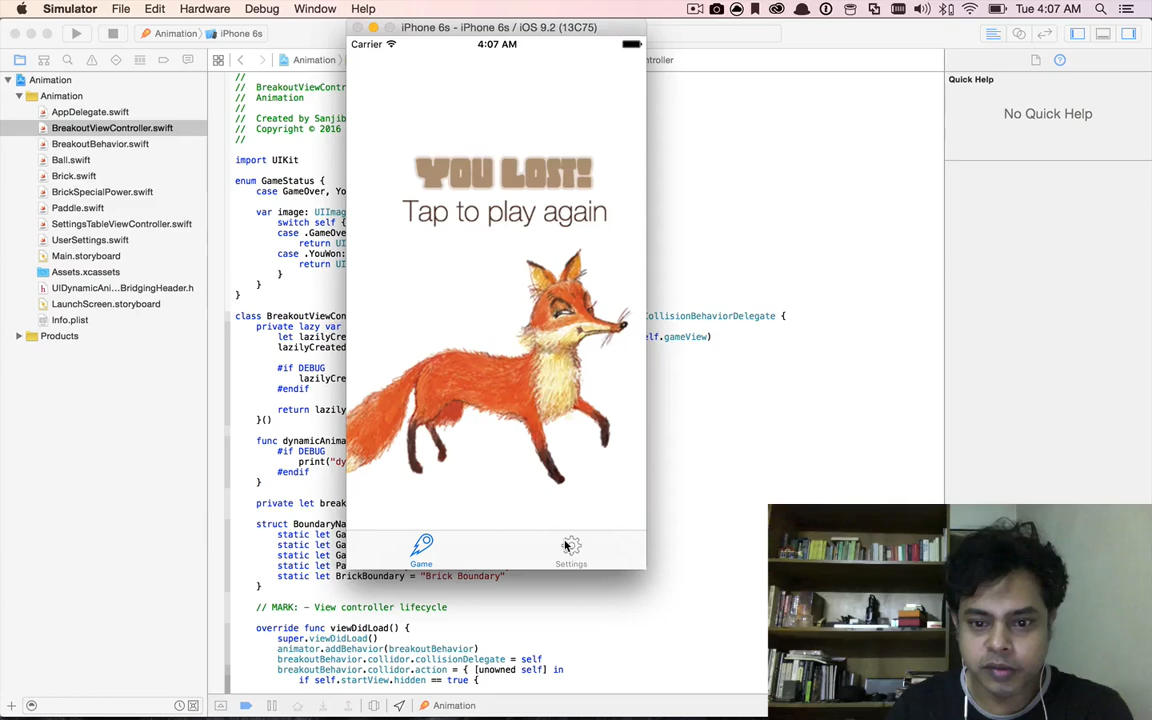 Simulator File Edit Hardware Debug Window Help
Tue 4:07 AM
iPhone 6s - iPhone 6s / iOS 9.2 (13C75)
Animation iPhone 6s
Carrier 4:07 AM
Animation
ller
Animation
Animation
AppDelegate.swift
BreakoutViewController.swift
BreakoutBehavior.swift
Ball.swift
Brick.swift
BrickSpecialPower.swift
Paddle.swift
SettingsTableViewController.swift
UserSettings.swift
Main.storyboard
Assets.xcassets
UIDynamicAni...BridgingHeader.h
LaunchScreen.storyboard
Info.plist
Products
//
// BreakoutViewContr
// Animation
//
// Created by Sanjib
// Copyright © 2016
//
import UIKit
enum GameStatus {
case GameOver, Yo
var image: UIImag
switch self {
case .GameOve
return UI
case .YouWon:
return UI
}
}
}
class BreakoutViewCont
ollisionBehaviorDelegate {
private lazy var
let lazilyCre
lf.gameView)
lazilyCreated
#if DEBUG
lazilyCre
#endif
return lazily
}()
func dynamicAnima
#if DEBUG
print("dy
#endif
private let break
struct BoundaryNa
static let Ga
static let Ga
static let Ga
static let Pa
static let BrickBoundary = "Brick Boundary"
}
// MARK: - View controller lifecycle
override func viewDidLoad() {
super.viewDidLoad()
animator.addBehavior(breakoutBehavior)
breakoutBehavior.collidor.collisionDelegate = self
breakoutBehavior.collidor.action = { [unowned self] in
if self.startView.hidden == true {
YOU LOST!
Tap to play again
Game
Settings
Quick Help
No Quick Help
Animation